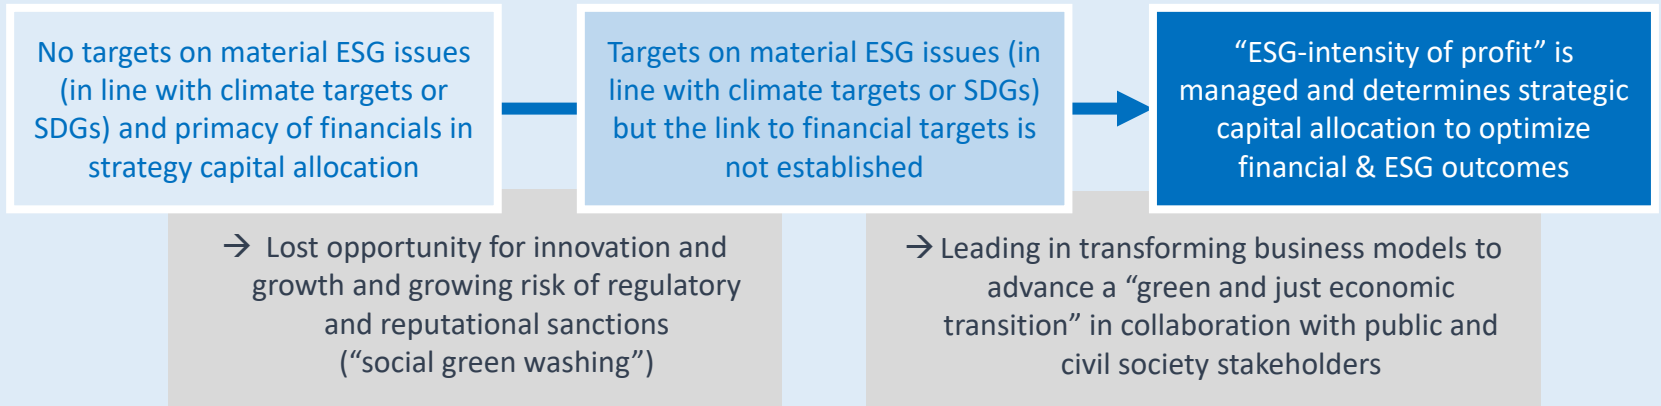 No targets on material ESG issues
(in line with climate targets or
SDGs) and primacy of financials in
strategy capital allocation
Targets on material ESG issues (in
line with climate targets or SDGs)
but the link to financial targets is
not established
“ESG-intensity of profit” is
managed and determines strategic
capital allocation to optimize
financial & ESG outcomes
→ Lost opportunity for innovation and
growth and growing risk of regulatory
and reputational sanctions
(“social green washing”)
→ Leading in transforming business models to
advance a “green and just economic
transition” in collaboration with public and
civil society stakeholders